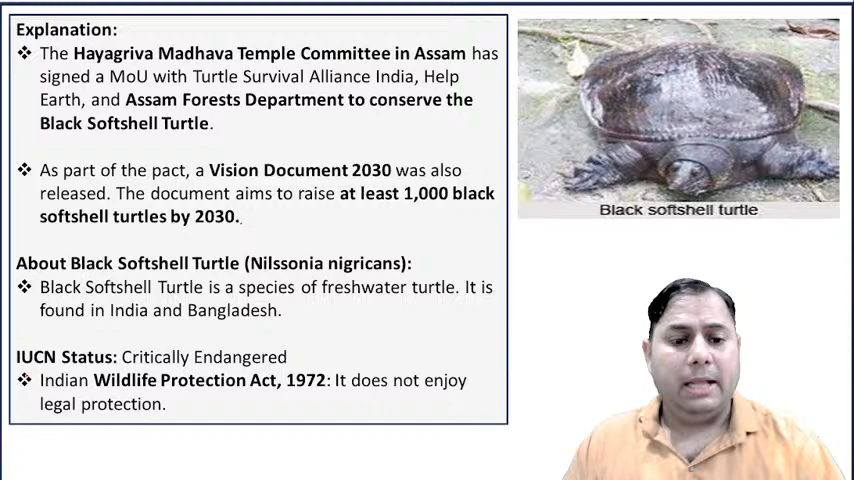 Explanation:
❖ The Hayagriva Madhava Temple Committee in Assam has
signed a MoU with Turtle Survival Alliance India, Help
Earth, and Assam Forests Department to conserve the
Black Softshell Turtle.
❖ As part of the pact, a Vision Document 2030 was also
released. The document aims to raise at least 1,000 black
softshell turtles by 2030.
About Black Softshell Turtle (Nilssonia nigricans):
❖ Black Softshell Turtle is a species of freshwater turtle. It is
found in India and Bangladesh.
IUCN Status: Critically Endangered
❖ Indian Wildlife Protection Act, 1972: It does not enjoy
legal protection.
Black softshell turtle